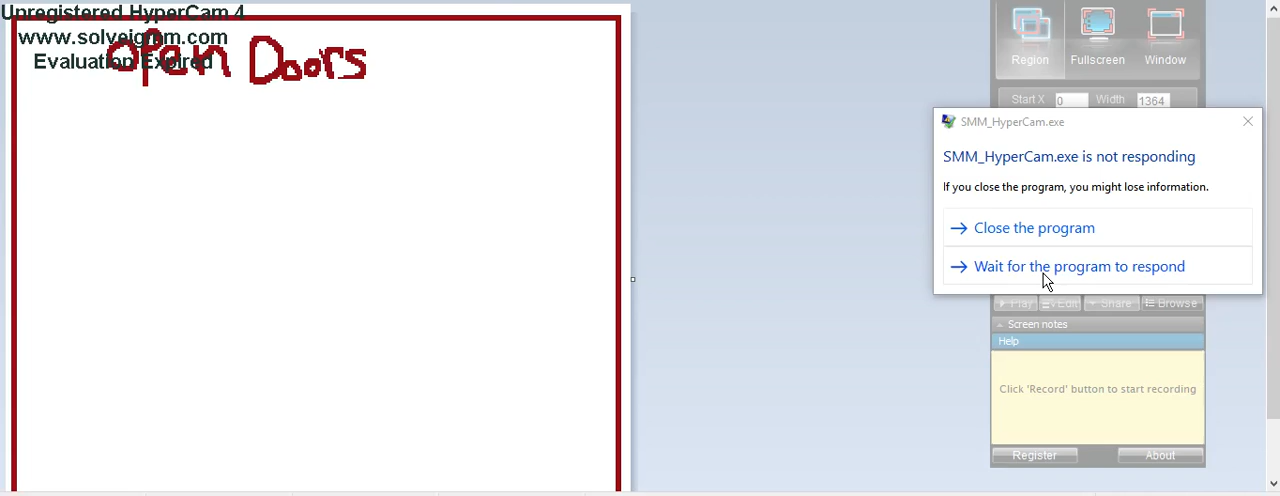 Unregistered HyperCam 4
www.solveigmm.com
Evaluation Expired
open Doors
Region Fullscreen Window
Start X 0 Width 1364
SMM_HyperCam.exe
SMM_HyperCam.exe is not responding
If you close the program, you might lose information.
Close the program
Wait for the program to respond
Play Edit Share Browse
Screen notes
Help
Click 'Record' button to start recording
Register About